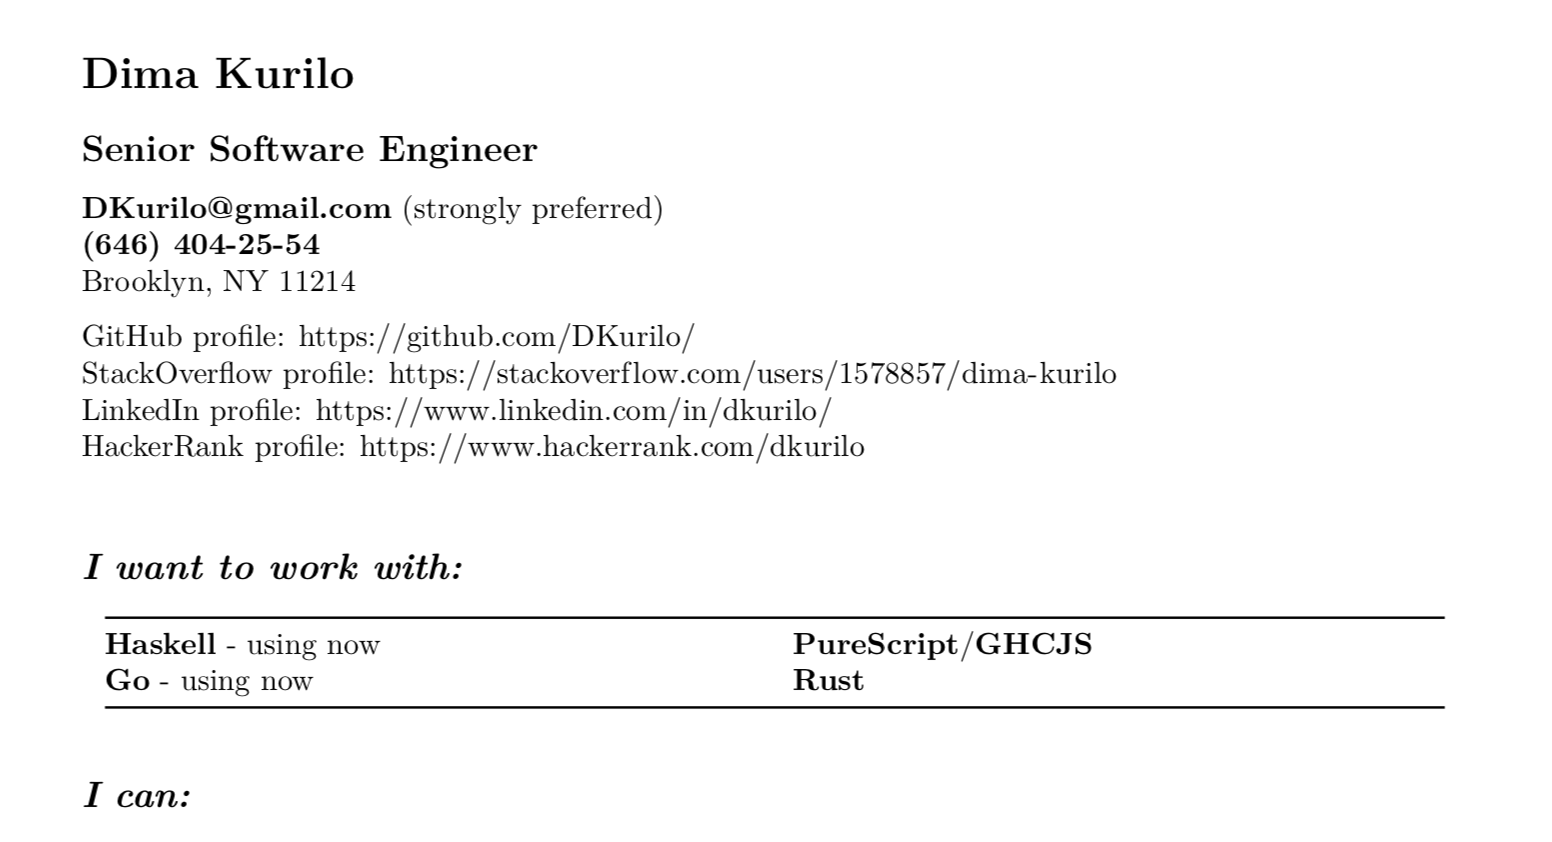 Dima Kurilo
Senior Software Engineer
DKurilo@gmail.com (strongly preferred)
(646) 404-25-54
Brooklyn, NY 11214
GitHub profile: https://github.com/DKurilo/
StackOverflow profile: https://stackoverflow.com/users/1578857/dima-kurilo
LinkedIn profile: https://www.linkedin.com/in/dkurilo/
HackerRank profile: https://www.hackerrank.com/dkurilo
I want to work with:
Haskell - using now PureScript/GHCJS
Go - using now Rust
I can: